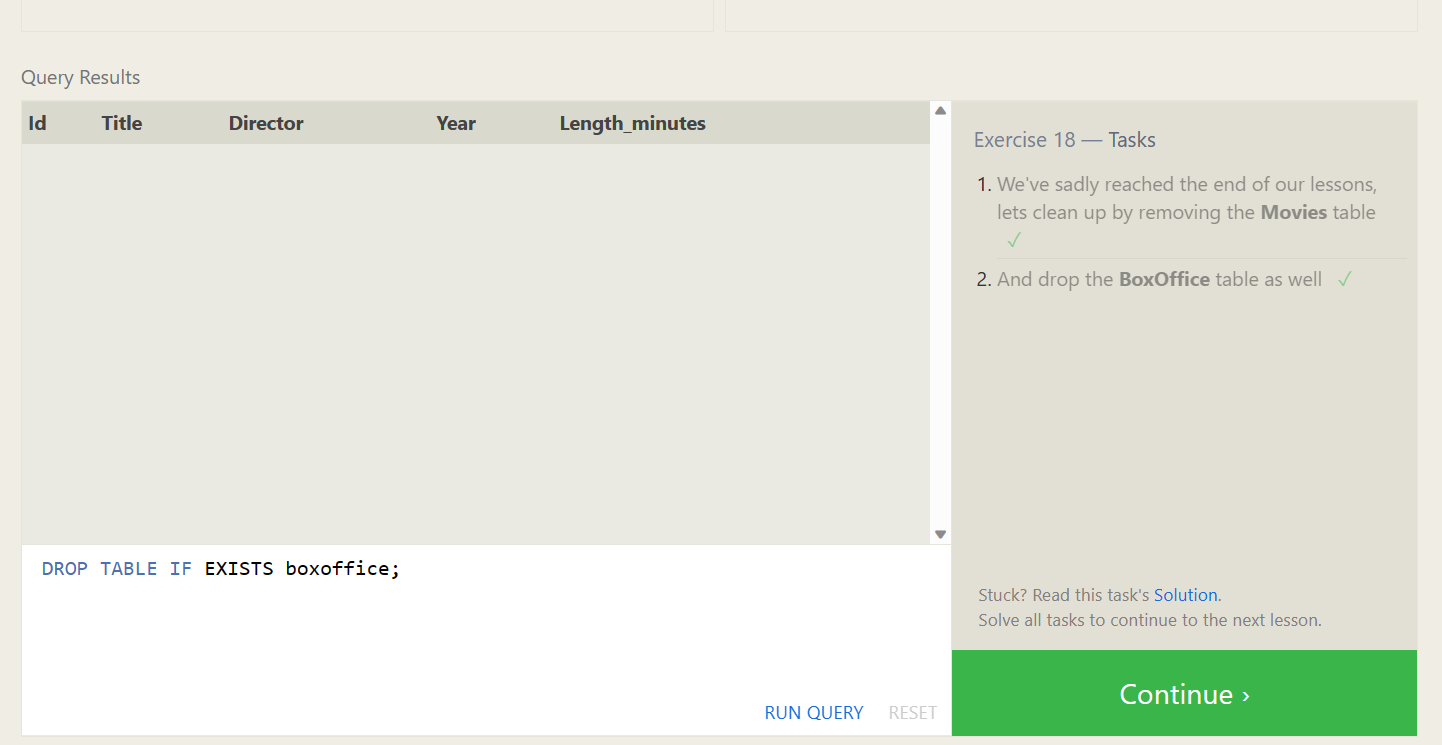 Query Results
Id Title Director Year Length_minutes
DROP TABLE IF EXISTS boxoffice;
RUN QUERY RESET
Exercise 18 — Tasks
1. We've sadly reached the end of our lessons,
lets clean up by removing the Movies table
✓
2. And drop the BoxOffice table as well ✓
Stuck? Read this task's Solution.
Solve all tasks to continue to the next lesson.
Continue ›